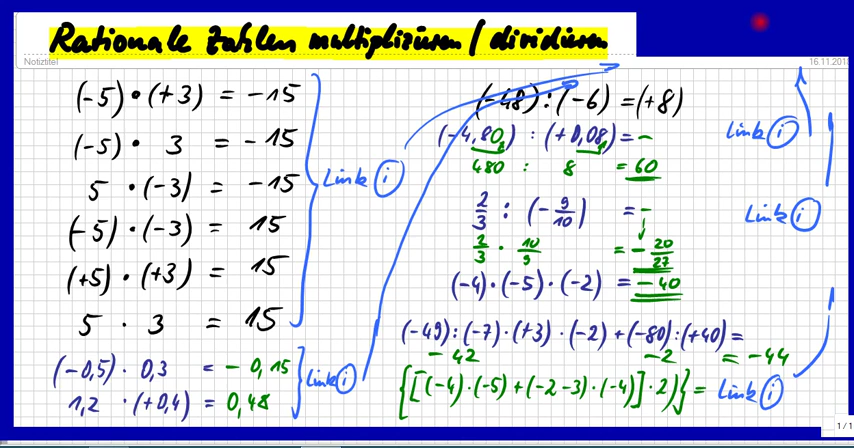 Rationale Zahlen multiplizieren / dividieren
Notiztitel
16.11.201
(-5) • (+3) = -15
(-5) • 3 = -15
5 • (-3) = -15
(-5) • (-3) = 15
(+5) • (+3) = 15
5 · 3 = 15
Link i
(-0,5) · 0,3 = - 0,15
1,2 · (+0,4) = 0,48
Link i
(-48) : (-6) = (+8)
(-4,80) : (+0,08) = -
480 : 8 = 60
Link i
2/3 : (- 9/10) = -
2/3 · 10/9 = - 20/27
Link i
(-4) · (-5) · (-2) = - 40
(-49) : (-7) · (+3) · (-2) + (-80) : (+40) =
- 42 -2 = -44
{[(-4) · (-5) + (-2-3) · (-4)] · 2)} = Link i
1 / 1